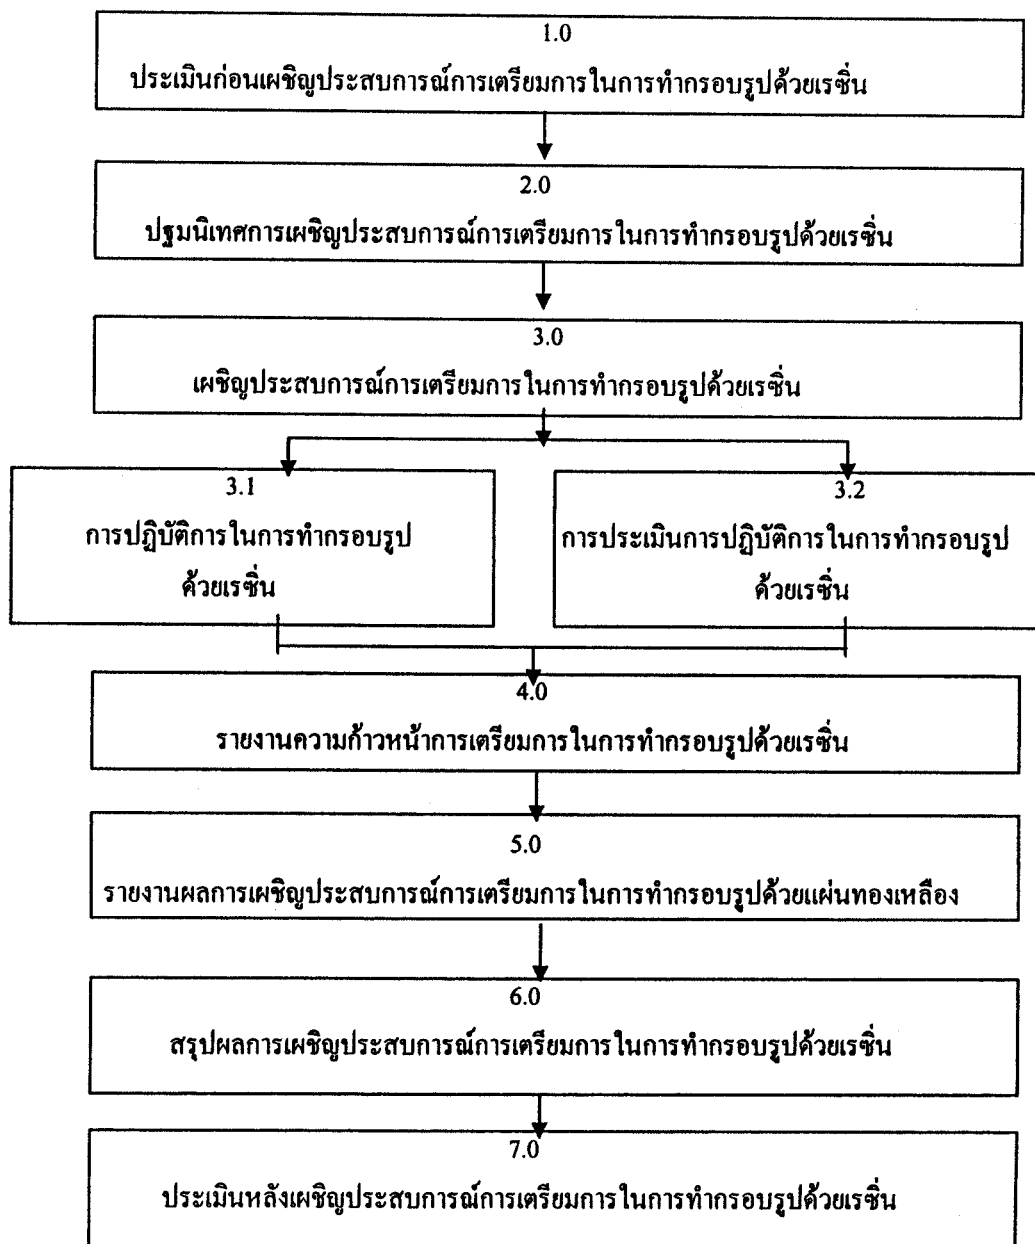 1.0
ประเมินก่อนเผชิญประสบการณ์การเตรียมการในการทำกรอบรูปด้วยเรซิ่น
2.0
ปฐมนิเทศการเผชิญประสบการณ์การเตรียมการในการทำกรอบรูปด้วยเรซิ่น
3.0
เผชิญประสบการณ์การเตรียมการในการทำกรอบรูปด้วยเรซิ่น
3.1
การปฏิบัติการในการทำกรอบรูป
ด้วยเรซิ่น
3.2
การประเมินการปฏิบัติการในการทำกรอบรูป
ด้วยเรซิ่น
4.0
รายงานความก้าวหน้าการเตรียมการในการทำกรอบรูปด้วยเรซิ่น
5.0
รายงานผลการเผชิญประสบการณ์การเตรียมการในการทำกรอบรูปด้วยแผ่นทองเหลือง
6.0
สรุปผลการเผชิญประสบการณ์การเตรียมการในการทำกรอบรูปด้วยเรซิ่น
7.0
ประเมินหลังเผชิญประสบการณ์การเตรียมการในการทำกรอบรูปด้วยเรซิ่น